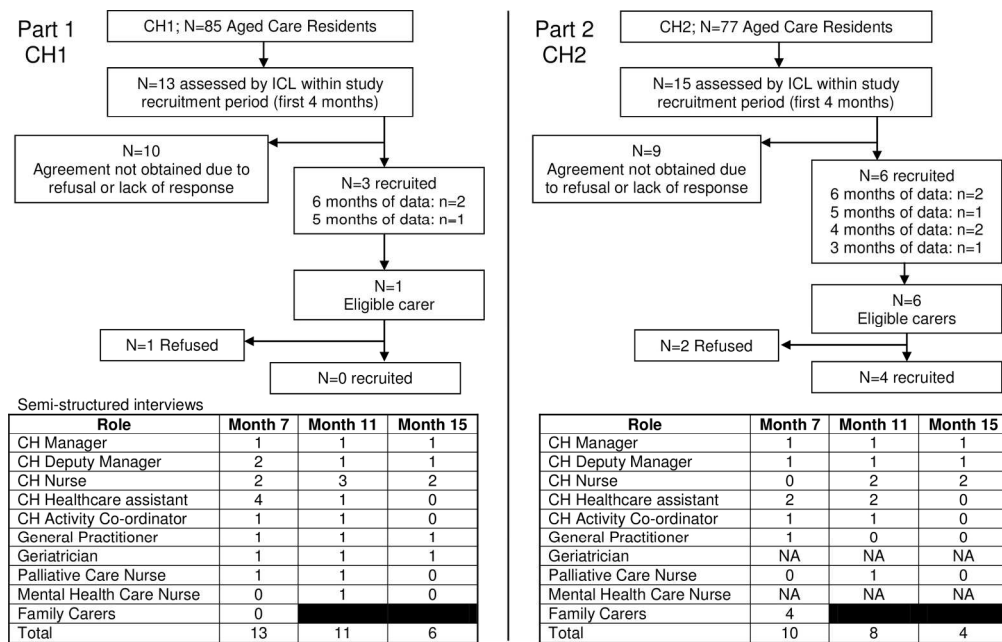 Part 1
CH1
CH1; N=85 Aged Care Residents
N=13 assessed by ICL within study
recruitment period (first 4 months)
N=10
Agreement not obtained due to
refusal or lack of response
N=3 recruited
6 months of data: n=2
5 months of data: n=1
N=1
Eligible carer
N=1 Refused
N=0 recruited
Semi-structured interviews
Role Month 7 Month 11 Month 15
CH Manager 1 1 1
CH Deputy Manager 2 1 1
CH Nurse 2 3 2
CH Healthcare assistant 4 1 0
CH Activity Co-ordinator 1 1 0
General Practitioner 1 1 1
Geriatrician 1 1 1
Palliative Care Nurse 1 1 0
Mental Health Care Nurse 0 1 0
Family Carers 0
Total 13 11 6
Part 2
CH2
CH2; N=77 Aged Care Residents
N=15 assessed by ICL within study
recruitment period (first 4 months)
N=9
Agreement not obtained due
to refusal or lack of response
N=6 recruited
6 months of data: n=2
5 months of data: n=1
4 months of data: n=2
3 months of data: n=1
N=6
Eligible carers
N=2 Refused
N=4 recruited
Role Month 7 Month 11 Month 15
CH Manager 1 1 1
CH Deputy Manager 1 1 1
CH Nurse 0 2 2
CH Healthcare assistant 2 2 0
CH Activity Co-ordinator 1 1 0
General Practitioner 1 0 0
Geriatrician NA NA NA
Palliative Care Nurse 0 1 0
Mental Health Care Nurse NA NA NA
Family Carers 4
Total 10 8 4